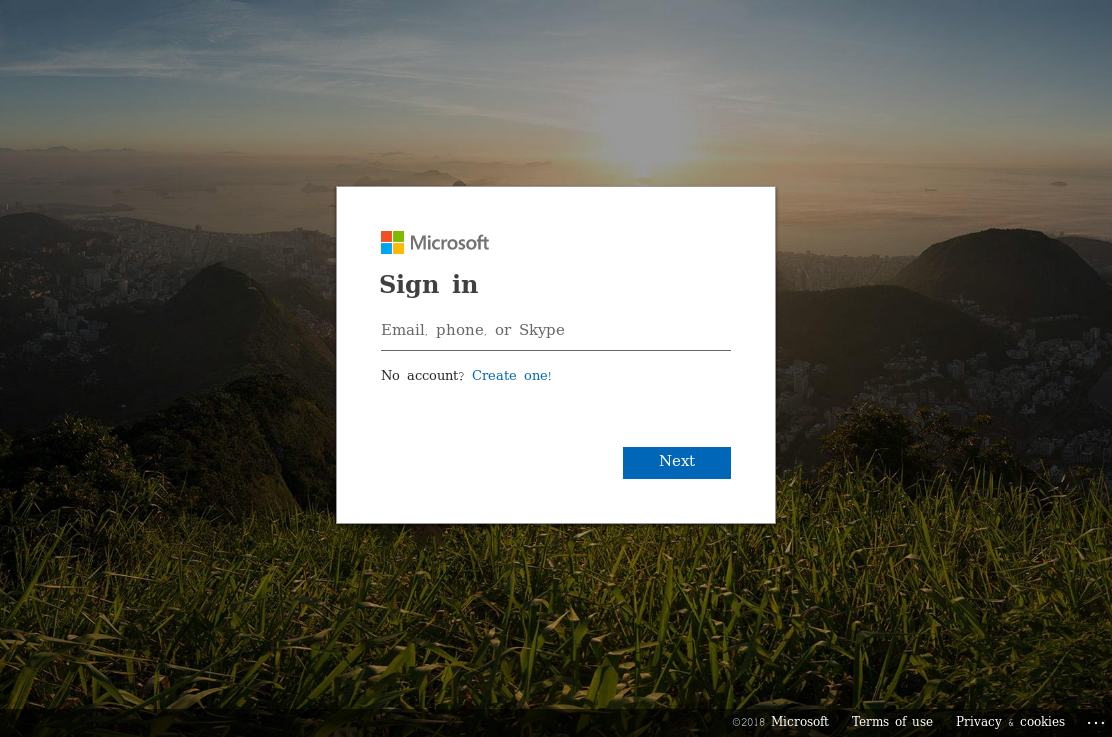 Microsoft
Sign in
Email, phone, or Skype
No account? Create one!
Next
©2018 Microsoft Terms of use Privacy & cookies ...